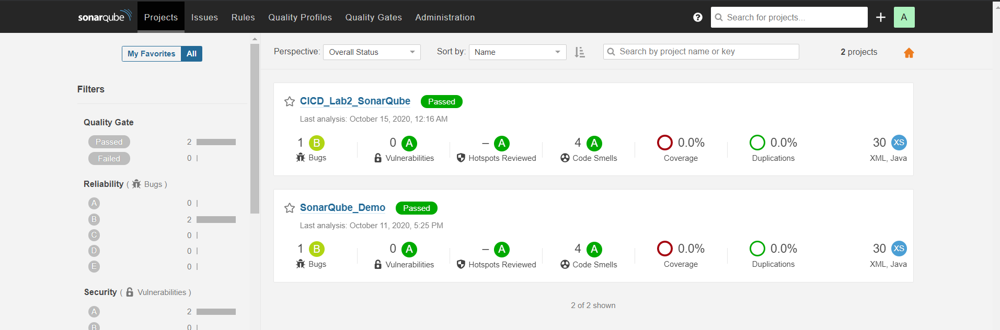 sonarqube Projects Issues Rules Quality Profiles Quality Gates Administration ? Search for projects... A
My Favorites All
Perspective: Overall Status Sort by: Name Search by project name or key 2 projects
Filters
Quality Gate
Passed 2
Failed 0
Reliability ( Bugs )
A 0
B 2
C 0
D 0
E 0
Security ( Vulnerabilities )
A 2
B 0
CICD_Lab2_SonarQube Passed
Last analysis: October 15, 2020, 12:16 AM
1 B 0 A – A 4 A 0.0% 0.0% 30 XS
Bugs Vulnerabilities Hotspots Reviewed Code Smells Coverage Duplications XML, Java
SonarQube_Demo Passed
Last analysis: October 11, 2020, 5:25 PM
1 B 0 A – A 4 A 0.0% 0.0% 30 XS
Bugs Vulnerabilities Hotspots Reviewed Code Smells Coverage Duplications XML, Java
2 of 2 shown